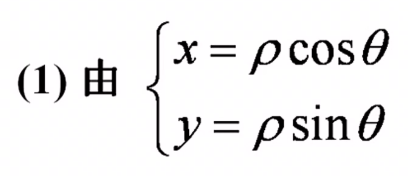 (1) 由 { x = ρcosθ
y = ρsinθ